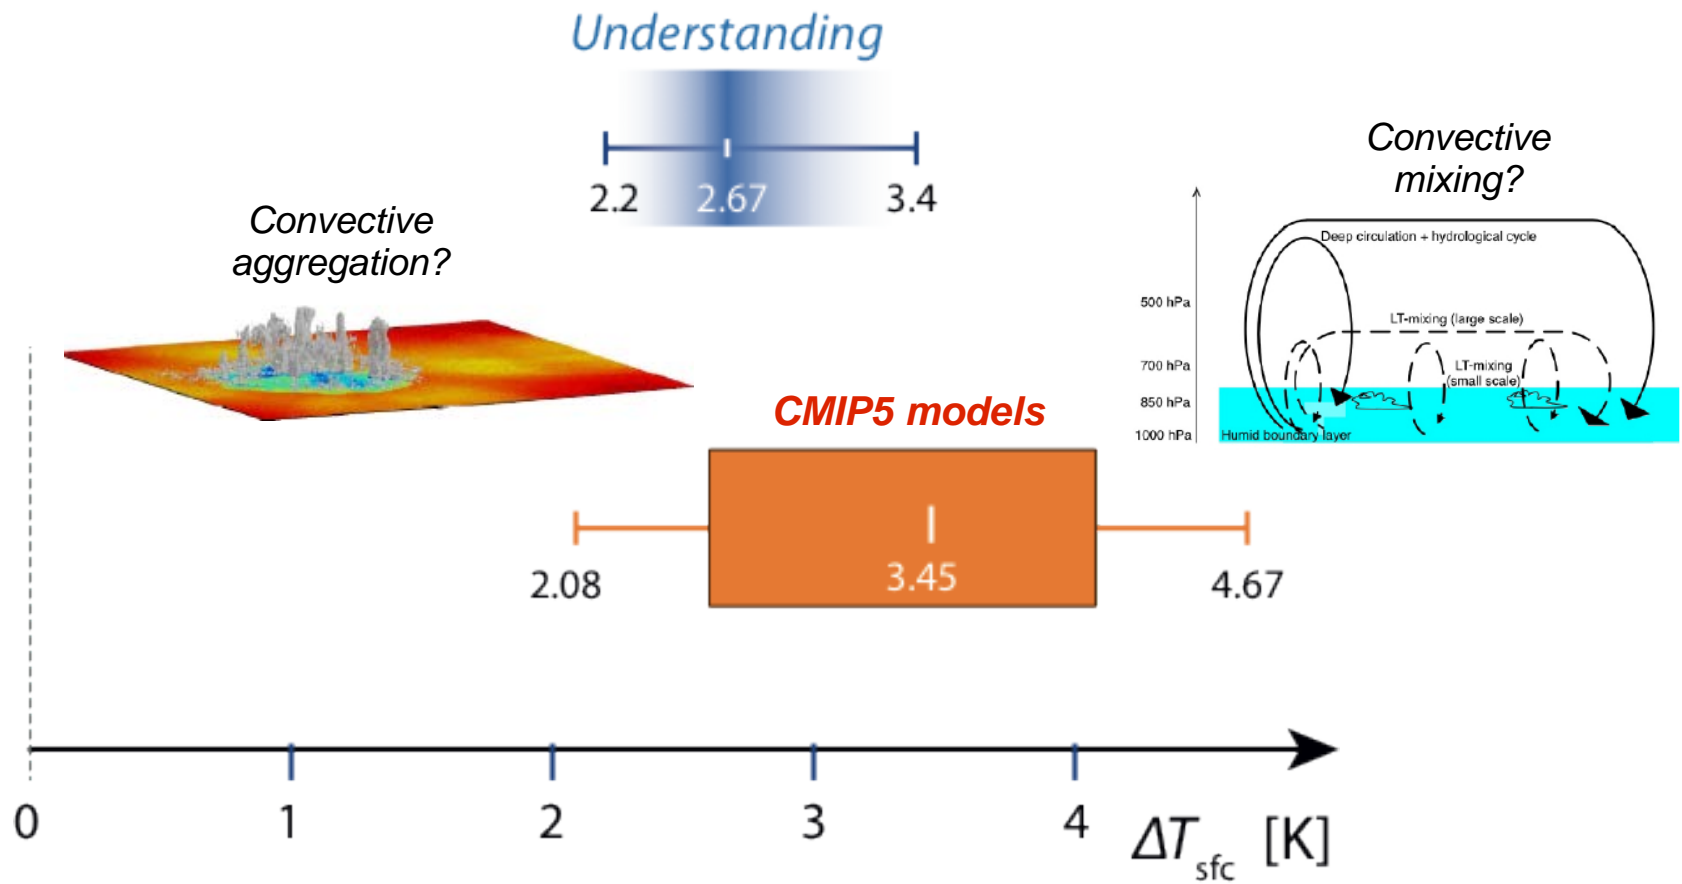 Understanding
2.2
2.67
3.4
Convective
aggregation?
Convective
mixing?
Deep circulation + hydrological cycle
500 hPa
LT-mixing (large scale)
700 hPa
LT-mixing
(small scale)
850 hPa
1000 hPa
Humid boundary layer
CMIP5 models
2.08
3.45
4.67
0
1
2
3
4
ΔTsfc [K]